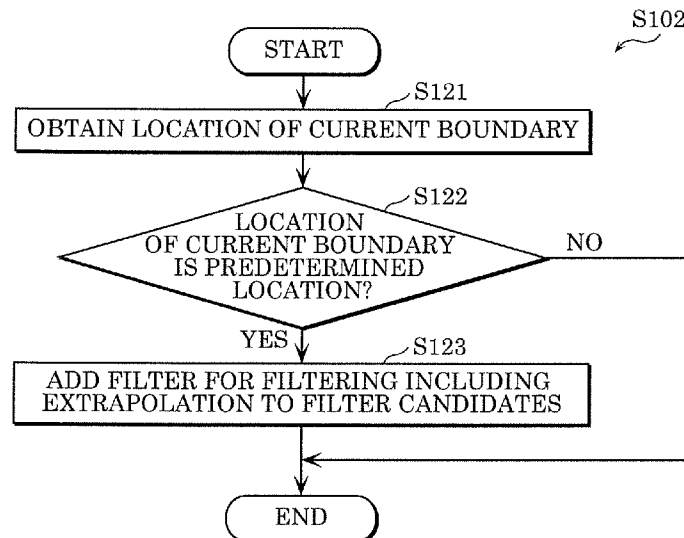 S102
START
S121
OBTAIN LOCATION OF CURRENT BOUNDARY
S122
LOCATION
OF CURRENT BOUNDARY
IS PREDETERMINED
LOCATION?
NO
YES
S123
ADD FILTER FOR FILTERING INCLUDING
EXTRAPOLATION TO FILTER CANDIDATES
END